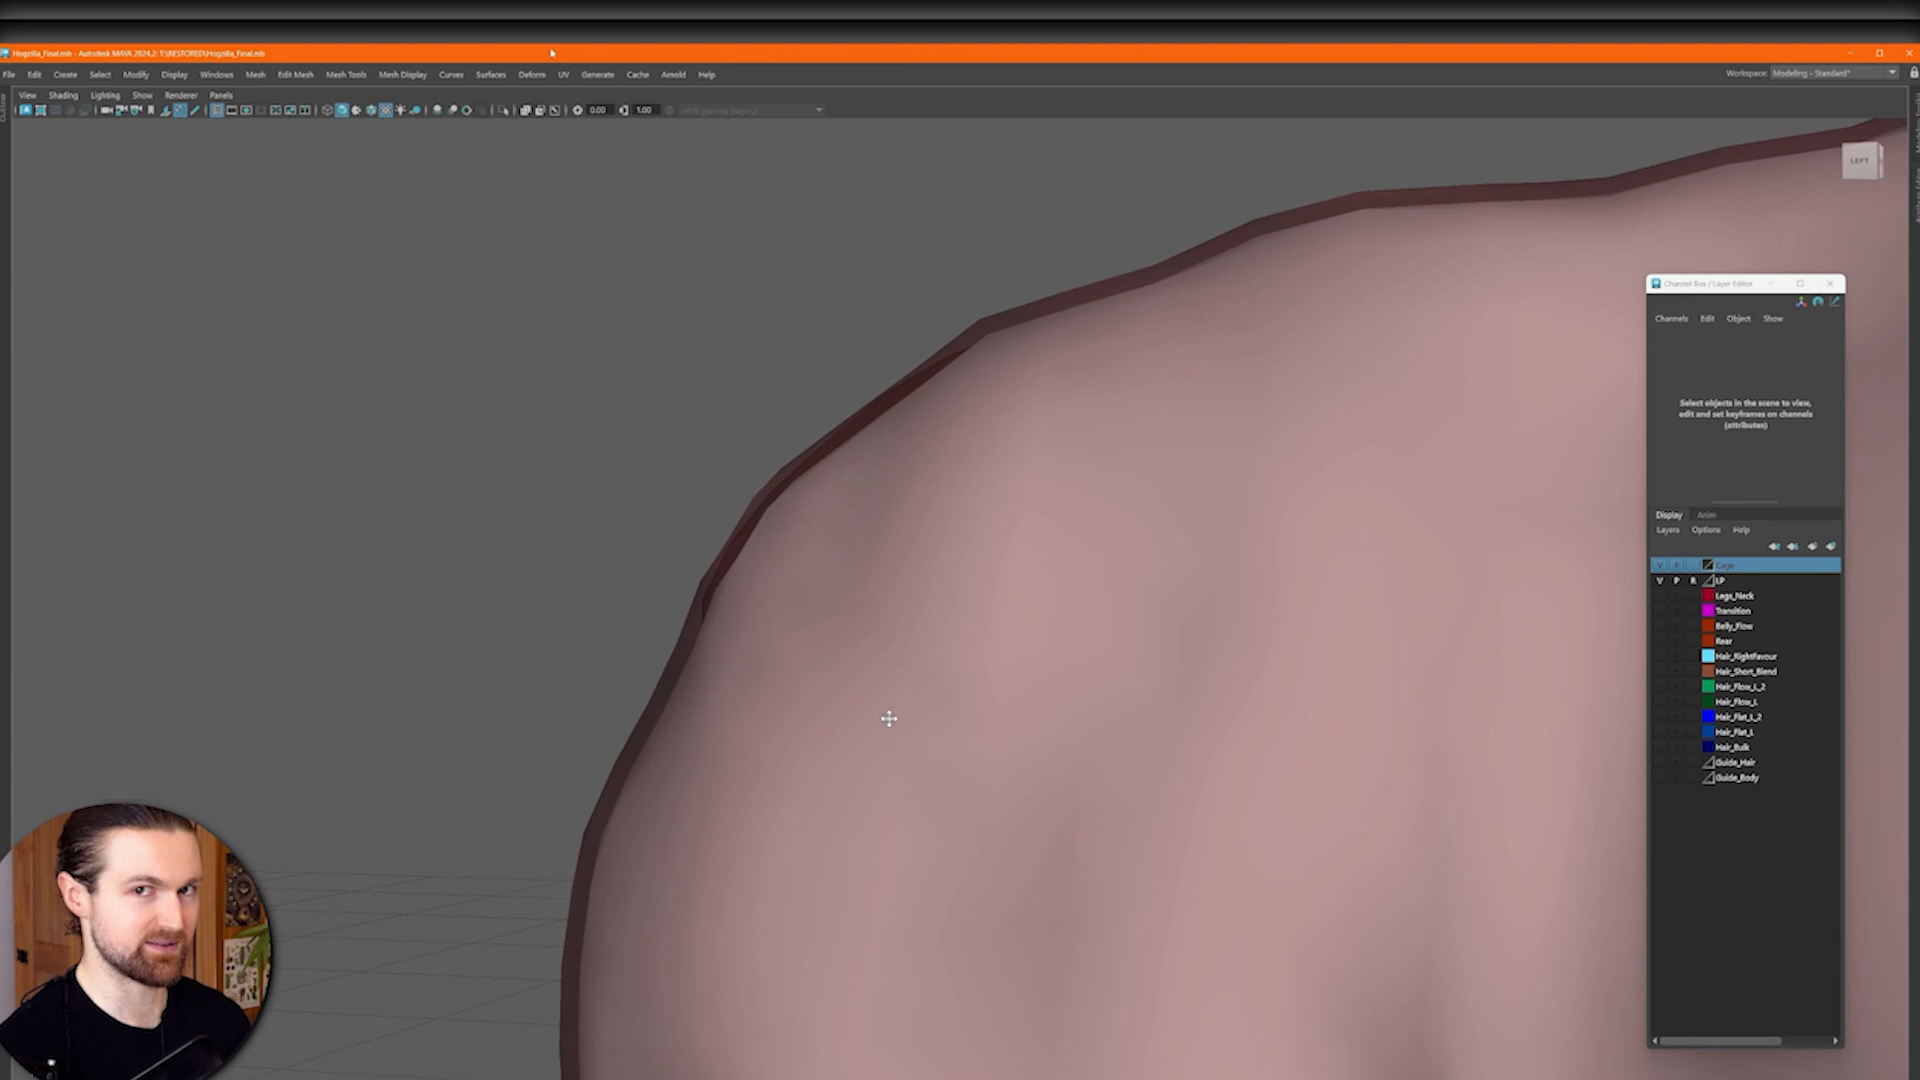 Hogzilla_Final.mb - Autodesk MAYA 2024.2: T:\RESTORED\Hogzilla_Final.mb
File Edit Create Select Modify Display Windows Mesh Edit Mesh Mesh Tools Mesh Display Curves Surfaces Deform UV Generate Cache Arnold Help
Workspace: Modeling - Standard*
View Shading Lighting Show Renderer Panels
0.00 1.00 sRGB gamma (legacy)
Outliner
LEFT
Channel Box / Layer Editor
Channels Edit Object Show
Select objects in the scene to view,
edit and set keyframes on channels
(attributes)
Display Anim
Layers Options Help
V P Cage
V P R LP
Legs_Neck
Transition
Belly_Flow
Rear
Hair_RightFavour
Hair_Short_Blend
Hair_Flow_L_2
Hair_Flow_L
Hair_Flat_L_2
Hair_Flat_L
Hair_Bulk
Guide_Hair
Guide_Body